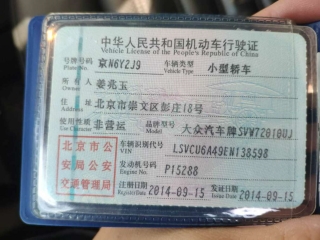 中华人民共和国机动车行驶证
Vehicle License of the People's Republic of China
号牌号码 Plate No. 京N6Y2J9 车辆类型 Vehicle Type 小型轿车
所有人 Owner 姜兆玉
住址 Address 北京市崇文区彭庄18号
使用性质 Use Character 非营运 品牌型号 Model 大众汽车牌SVW72010UJ
北京市公安局公安交通管理局
车辆识别代号 VIN LSVCU6A49EN138598
发动机号码 Engine No. P15288
注册日期 Register Date 2014-09-15 发证日期 Issue Date 2014-09-15